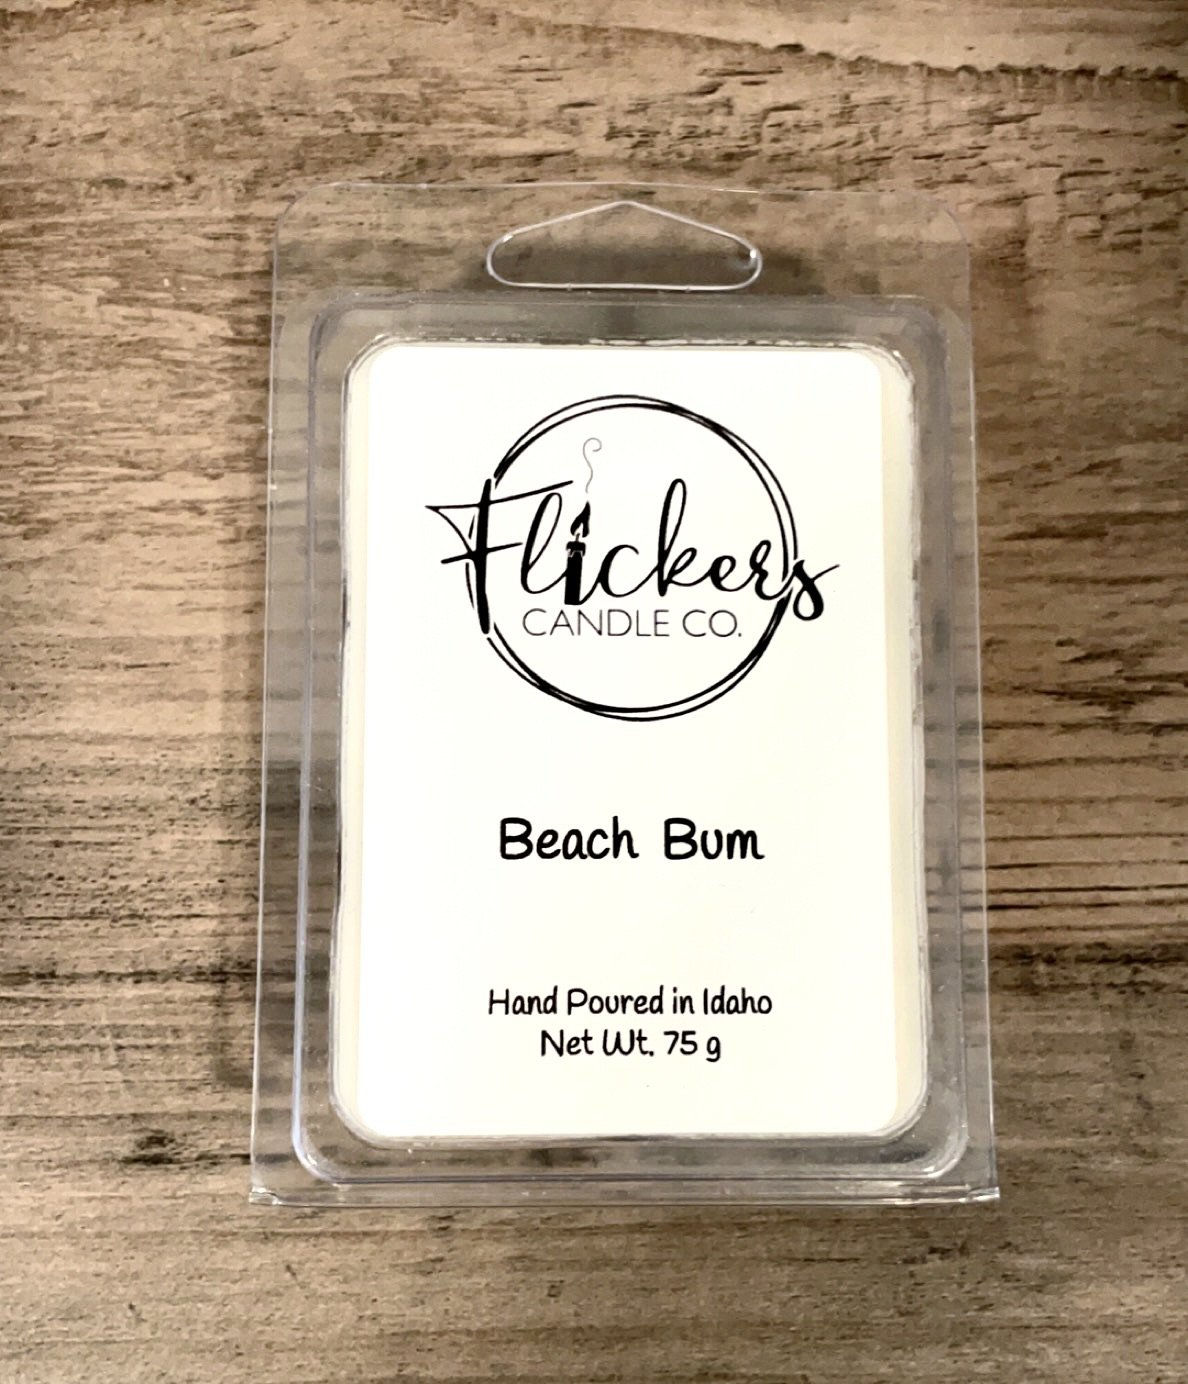 Flickers
CANDLE CO.
Beach Bum
Hand Poured in Idaho
Net Wt. 75 g